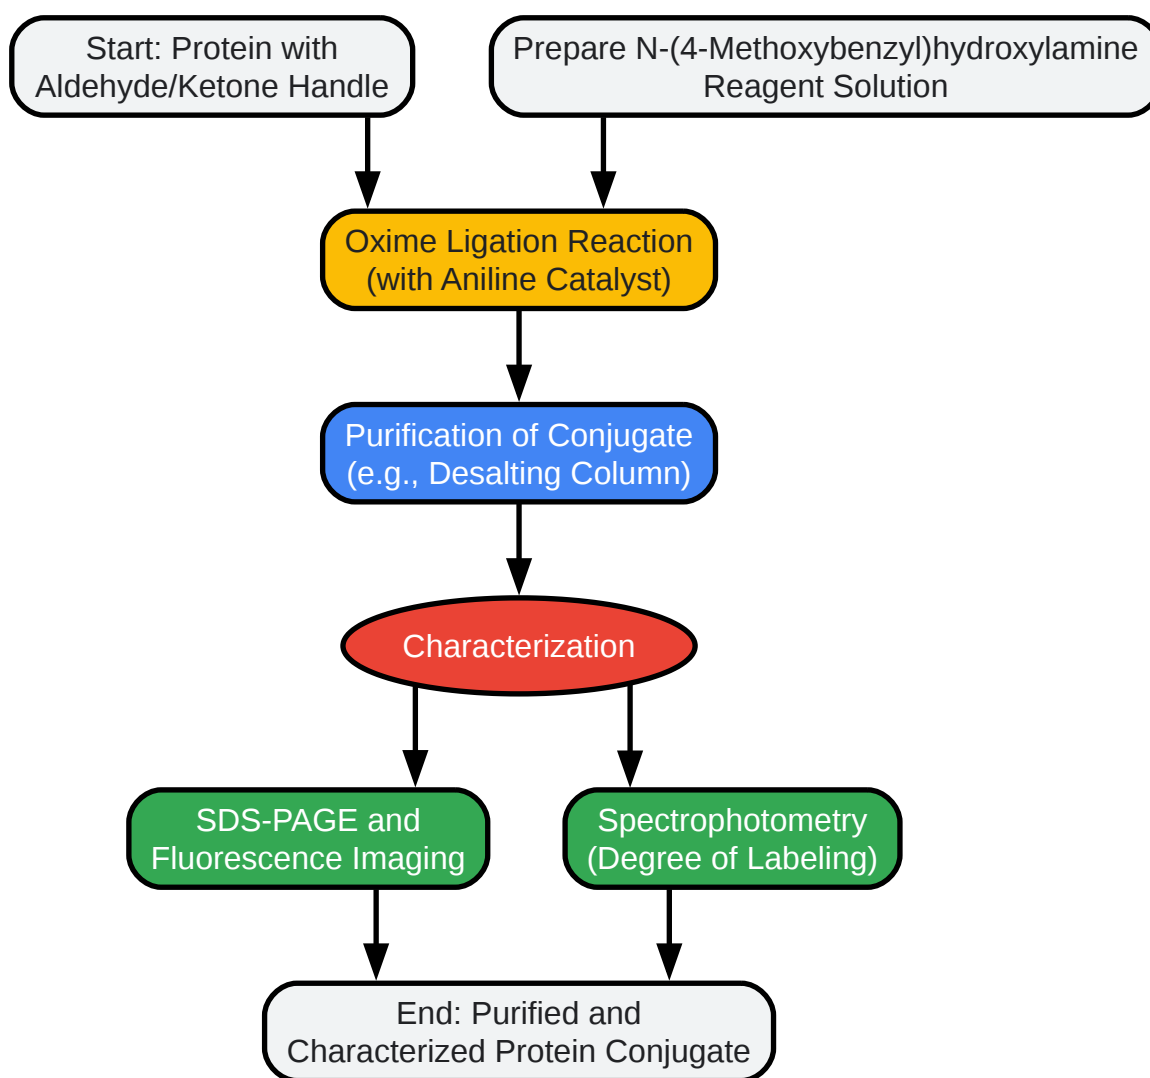 Start: Protein with
Aldehyde/Ketone Handle
Prepare N-(4-Methoxybenzyl)hydroxylamine
Reagent Solution
Oxime Ligation Reaction
(with Aniline Catalyst)
Purification of Conjugate
(e.g., Desalting Column)
Characterization
SDS-PAGE and
Fluorescence Imaging
Spectrophotometry
(Degree of Labeling)
End: Purified and
Characterized Protein Conjugate